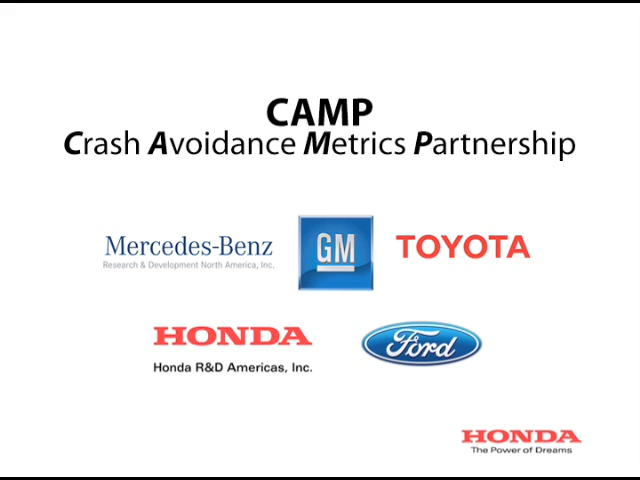 CAMP
Crash Avoidance Metrics Partnership
Mercedes-Benz
Research & Development North America, Inc.
GM
TOYOTA
HONDA
Honda R&D Americas, Inc.
Ford
HONDA
The Power of Dreams